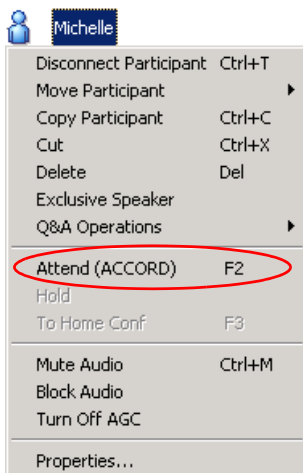 Michelle
Disconnect Participant Ctrl+T
Move Participant
Copy Participant Ctrl+C
Cut Ctrl+X
Delete Del
Exclusive Speaker
Q&A Operations
Attend (ACCORD) F2
Hold
To Home Conf F3
Mute Audio Ctrl+M
Block Audio
Turn Off AGC
Properties...